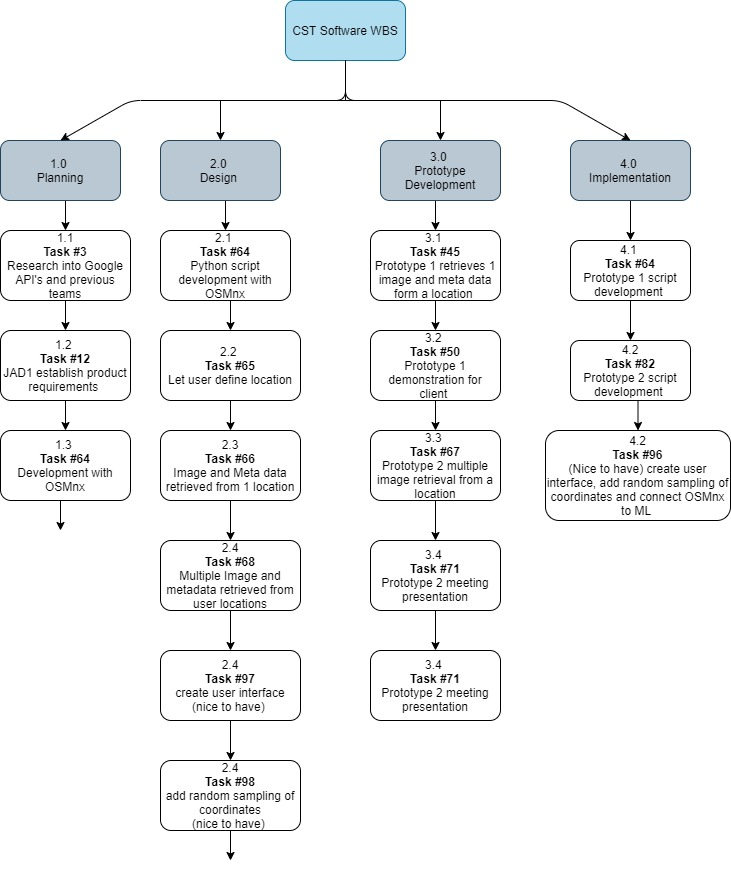 CST Software WBS
1.0
Planning
2.0
Design
3.0
Prototype
Development
4.0
Implementation
1.1
Task #3
Research into Google
API's and previous
teams
1.2
Task #12
JAD1 establish product
requirements
1.3
Task #64
Development with
OSMnx
2.1
Task #64
Python script
development with
OSMnx
2.2
Task #65
Let user define location
2.3
Task #66
Image and Meta data
retrieved from 1 location
2.4
Task #68
Multiple Image and
metadata retrieved from
user locations
2.4
Task #97
create user interface
(nice to have)
2.4
Task #98
add random sampling of
coordinates
(nice to have)
3.1
Task #45
Prototype 1 retrieves 1
image and meta data
form a location
3.2
Task #50
Prototype 1
demonstration for
client
3.3
Task #67
Prototype 2 multiple
image retrieval from a
location
3.4
Task #71
Prototype 2 meeting
presentation
3.4
Task #71
Prototype 2 meeting
presentation
4.1
Task #64
Prototype 1 script
development
4.2
Task #82
Prototype 2 script
development
4.2
Task #96
(Nice to have) create user
interface, add random sampling of
coordinates and connect OSMnx
to ML